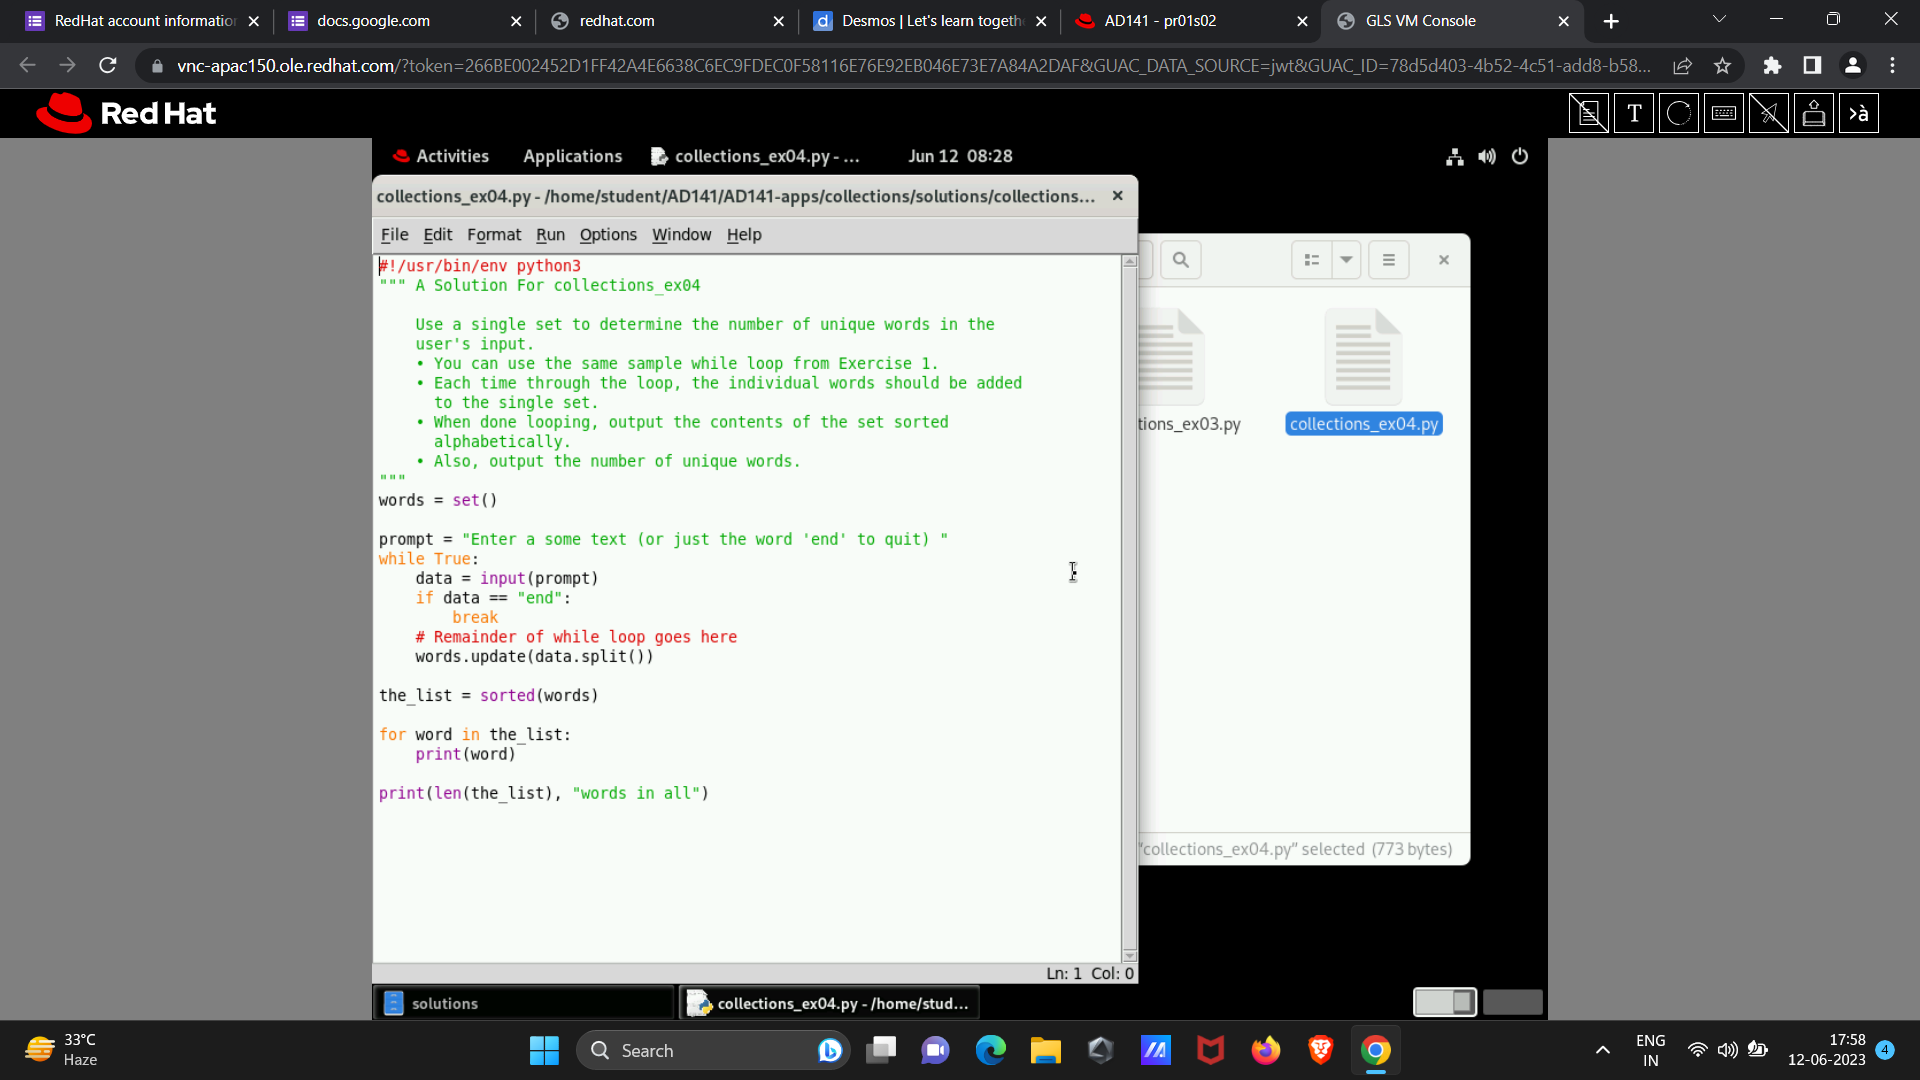 RedHat account informatio
docs.google.com
redhat.com
Desmos | Let's learn togeth
AD141 - pr01s02
GLS VM Console
vnc-apac150.ole.redhat.com/?token=266BE002452D1FF42A4E6638C6EC9FDEC0F58116E76E92EB046E73E7A84A2DAF&GUAC_DATA_SOURCE=jwt&GUAC_ID=78d5d403-4b52-4c51-add8-b58...
Red Hat
T
>à
Activities
Applications
collections_ex04.py - ...
Jun 12 08:28
collections_ex04.py - /home/student/AD141/AD141-apps/collections/solutions/collections...
File Edit Format Run Options Window Help
#!/usr/bin/env python3
""" A Solution For collections_ex04
Use a single set to determine the number of unique words in the
user's input.
• You can use the same sample while loop from Exercise 1.
• Each time through the loop, the individual words should be added
to the single set.
• When done looping, output the contents of the set sorted
alphabetically.
• Also, output the number of unique words.
"""
words = set()
prompt = "Enter a some text (or just the word 'end' to quit) "
while True:
data = input(prompt)
if data == "end":
break
# Remainder of while loop goes here
words.update(data.split())
the_list = sorted(words)
for word in the_list:
print(word)
print(len(the_list), "words in all")
Ln: 1 Col: 0
tions_ex03.py
collections_ex04.py
"collections_ex04.py" selected (773 bytes)
solutions
collections_ex04.py - /home/stud...
33°C
Haze
Search
ENG
IN
17:58
12-06-2023
4